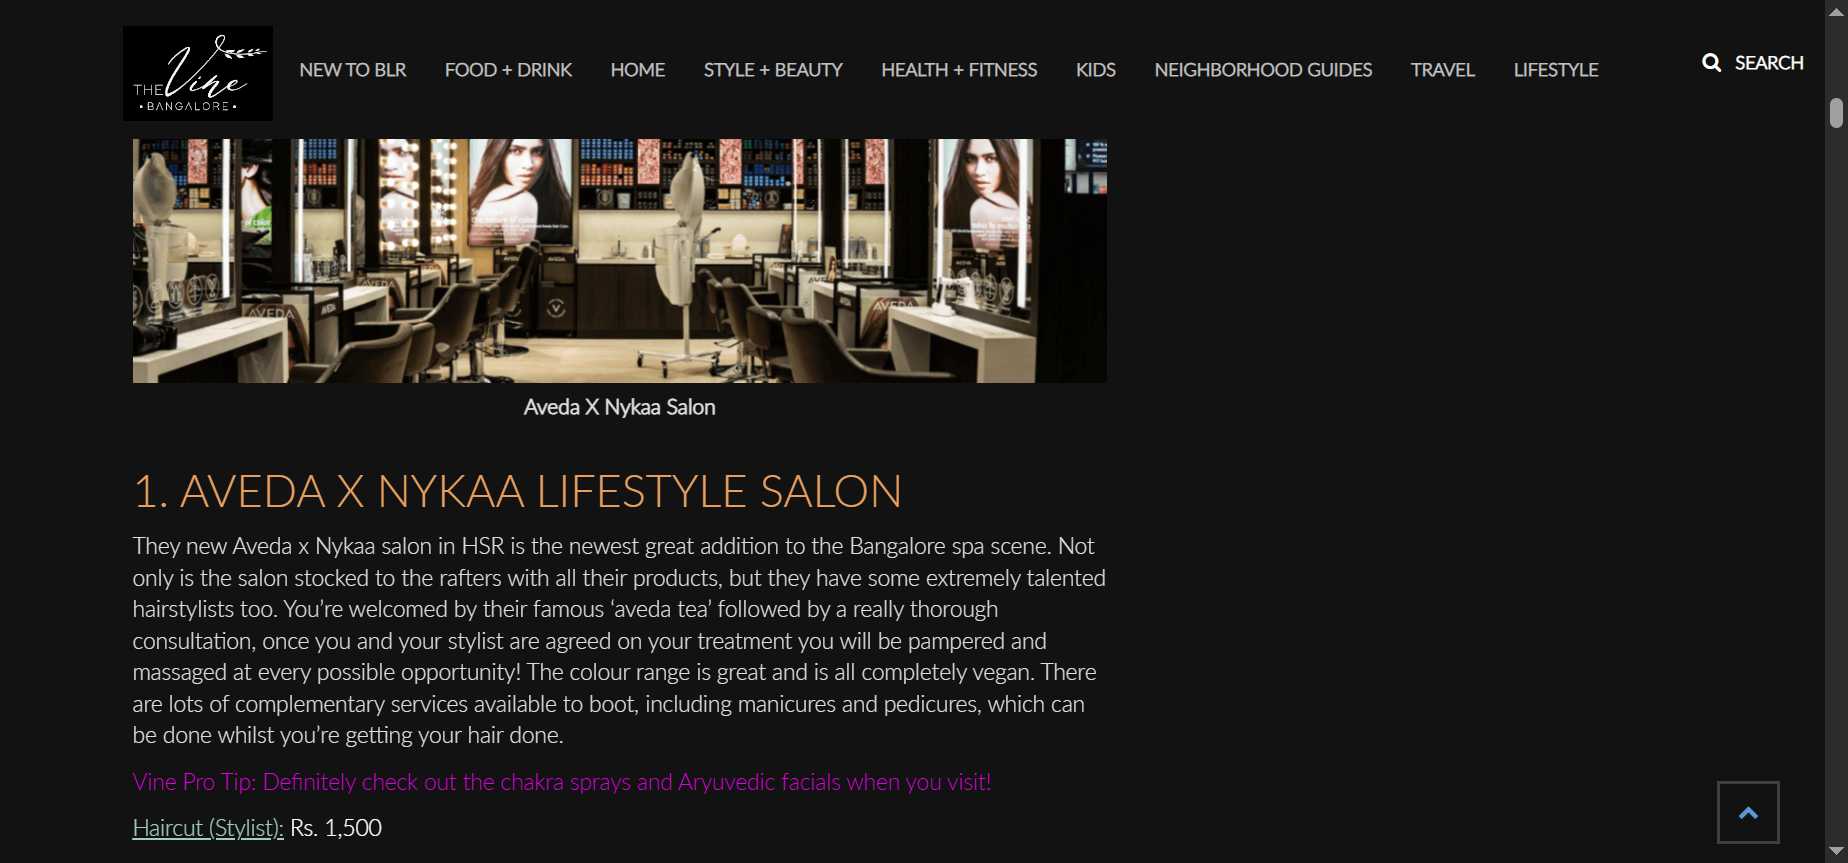 THE Vine
• BANGALORE •
NEW TO BLR
FOOD + DRINK
HOME
STYLE + BEAUTY
HEALTH + FITNESS
KIDS
NEIGHBORHOOD GUIDES
TRAVEL
LIFESTYLE
SEARCH
AVEDA
AVEDA
AVEDA
Aveda X Nykaa Salon
1. AVEDA X NYKAA LIFESTYLE SALON
They new Aveda x Nykaa salon in HSR is the newest great addition to the Bangalore spa scene. Not
only is the salon stocked to the rafters with all their products, but they have some extremely talented
hairstylists too. You’re welcomed by their famous ‘aveda tea’ followed by a really thorough
consultation, once you and your stylist are agreed on your treatment you will be pampered and
massaged at every possible opportunity! The colour range is great and is all completely vegan. There
are lots of complementary services available to boot, including manicures and pedicures, which can
be done whilst you’re getting your hair done.
Vine Pro Tip: Definitely check out the chakra sprays and Aryuvedic facials when you visit!
Haircut (Stylist): Rs. 1,500